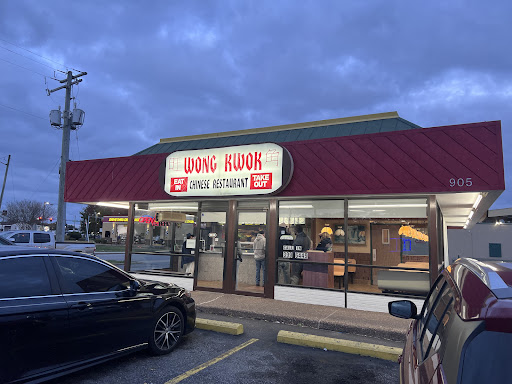 WONG KWOK
EAT IN
CHINESE RESTAURANT
TAKE OUT
905